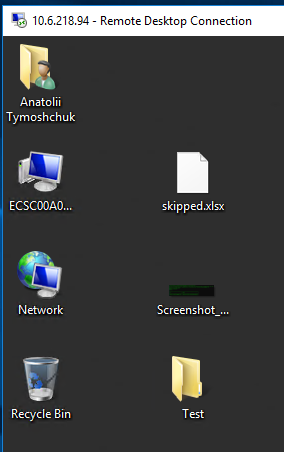 10.6.218.94 - Remote Desktop Connection
Anatolii
Tymoshchuk
ECSC00A0...
skipped.xlsx
Network
Screenshot_...
Recycle Bin
Test